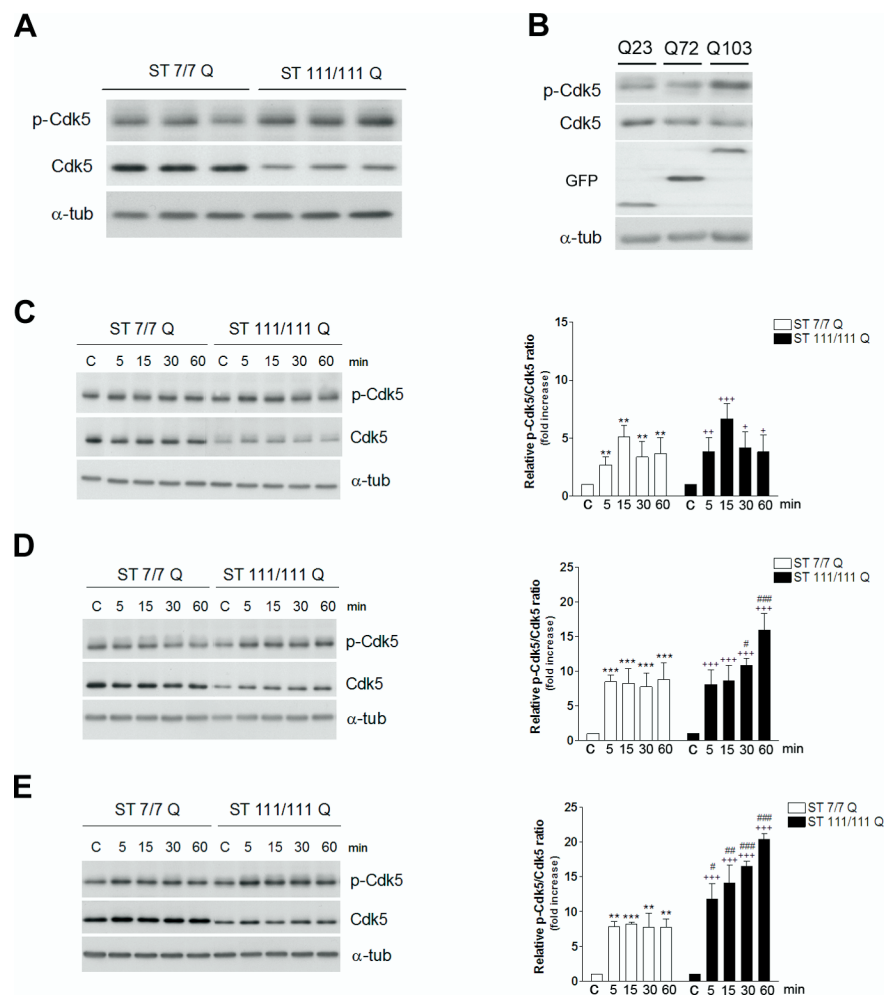 A
ST 7/7 Q ST 111/111 Q
p-Cdk5
Cdk5
α-tub
B
Q23 Q72 Q103
p-Cdk5
Cdk5
GFP
α-tub
C
ST 7/7 Q ST 111/111 Q
C 5 15 30 60 C 5 15 30 60 min
p-Cdk5
Cdk5
α-tub
Relative p-Cdk5/Cdk5 ratio
(fold increase)
15
10
5
0
** ** ** ** ++ +++ + +
C 5 15 30 60 C 5 15 30 60 min
ST 7/7 Q
ST 111/111 Q
D
ST 7/7 Q ST 111/111 Q
C 5 15 30 60 C 5 15 30 60 min
p-Cdk5
Cdk5
α-tub
Relative p-Cdk5/Cdk5 ratio
(fold increase)
25
20
15
10
5
0
# ###
*** *** *** *** +++ +++ +++ +++
C 5 15 30 60 C 5 15 30 60 min
ST 7/7 Q
ST 111/111 Q
E
ST 7/7 Q ST 111/111 Q
C 5 15 30 60 C 5 15 30 60 min
p-Cdk5
Cdk5
α-tub
Relative p-Cdk5/Cdk5 ratio
(fold increase)
25
20
15
10
5
0
# ## ### ###
** *** ** ** +++ +++ +++ +++
C 5 15 30 60 C 5 15 30 60 min
ST 7/7 Q
ST 111/111 Q